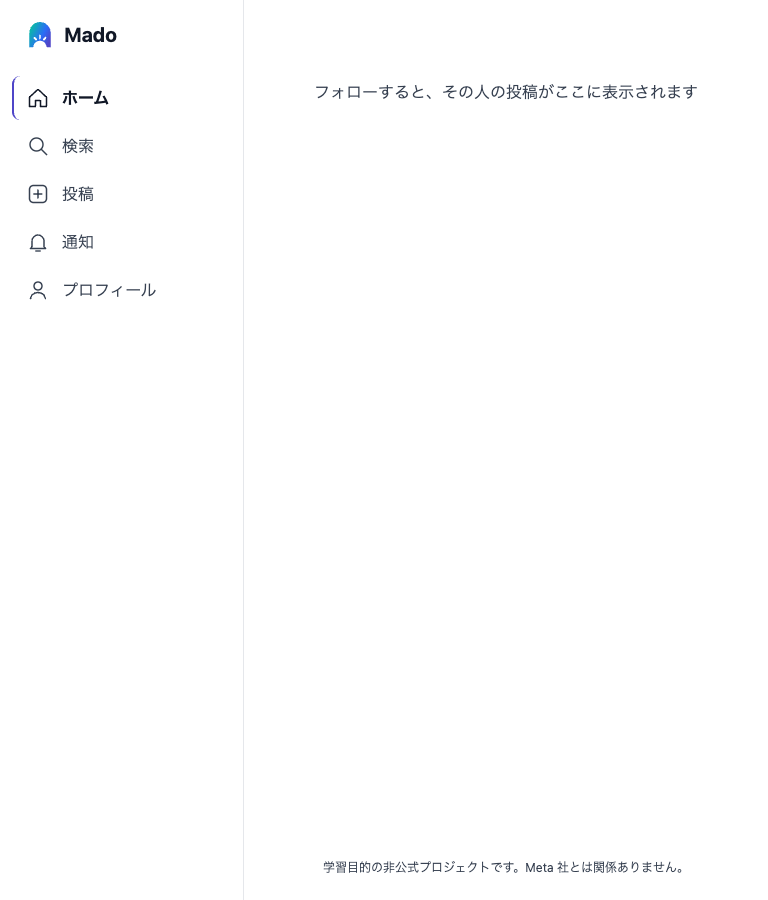 Mado
ホーム
検索
投稿
通知
プロフィール
フォローすると、その人の投稿がここに表示されます
学習目的の非公式プロジェクトです。Meta 社とは関係ありません。